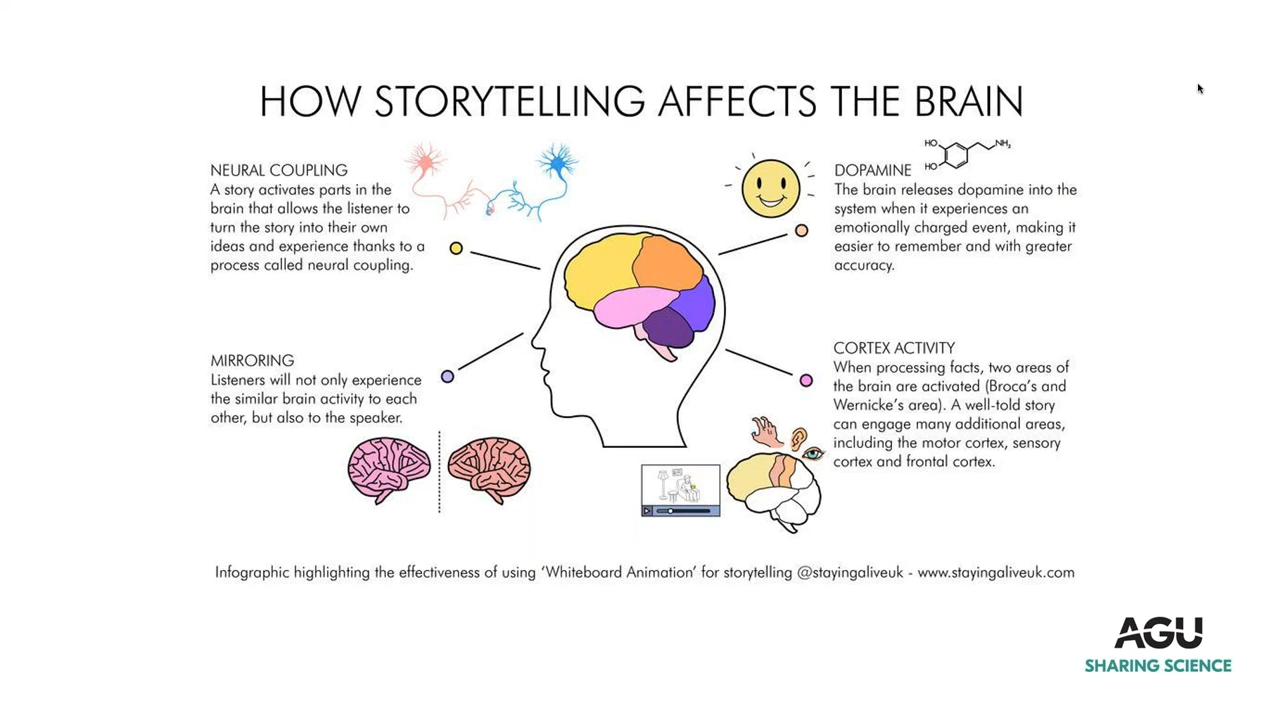 HOW STORYTELLING AFFECTS THE BRAIN
NEURAL COUPLING
A story activates parts in the
brain that allows the listener to
turn the story into their own
ideas and experience thanks to a
process called neural coupling.
MIRRORING
Listeners will not only experience
the similar brain activity to each
other, but also to the speaker.
DOPAMINE
HO
HO
NH₂
The brain releases dopamine into the
system when it experiences an
emotionally charged event, making it
easier to remember and with greater
accuracy.
CORTEX ACTIVITY
When processing facts, two areas of
the brain are activated (Broca's and
Wernicke's area). A well-told story
can engage many additional areas,
including the motor cortex, sensory
cortex and frontal cortex.
Infographic highlighting the effectiveness of using 'Whiteboard Animation' for storytelling @stayingaliveuk - www.stayingaliveuk.com
AGU
SHARING SCIENCE